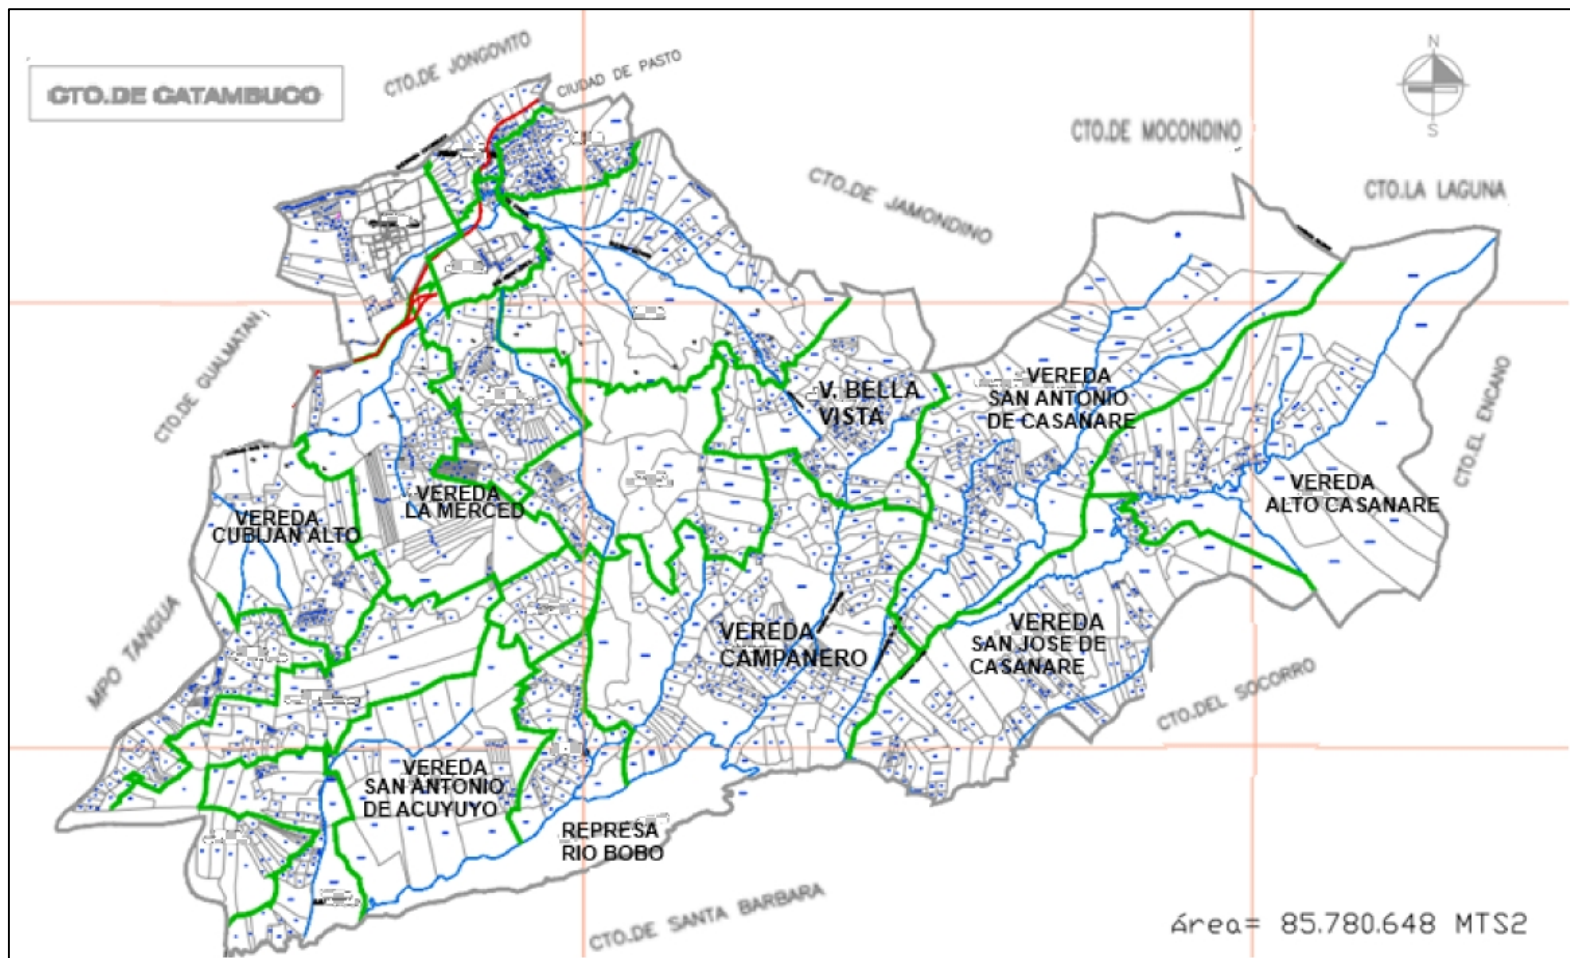 CTO.DE CATAMBUCO
CTO.DE JONGOVITO
CIUDAD DE PASTO
N
S
CTO.DE MOCONDINO
CTO.LA LAGUNA
CTO.DE JAMONDINO
CTO.DE GUALMATAN
CTO.EL ENCANO
V. BELLA
VISTA
VEREDA
SAN ANTONIO
DE CASANARE
VEREDA
ALTO CASANARE
VEREDA
LA MERCED
VEREDA
CUBIJAN ALTO
MPO TANGUA
VEREDA
CAMPANERO
VEREDA
SAN JOSE DE
CASANARE
CTO.DEL SOCORRO
VEREDA
SAN ANTONIO
DE ACUYUYO
REPRESA
RIO BOBO
CTO.DE SANTA BARBARA
área= 85.780.648 MTS2